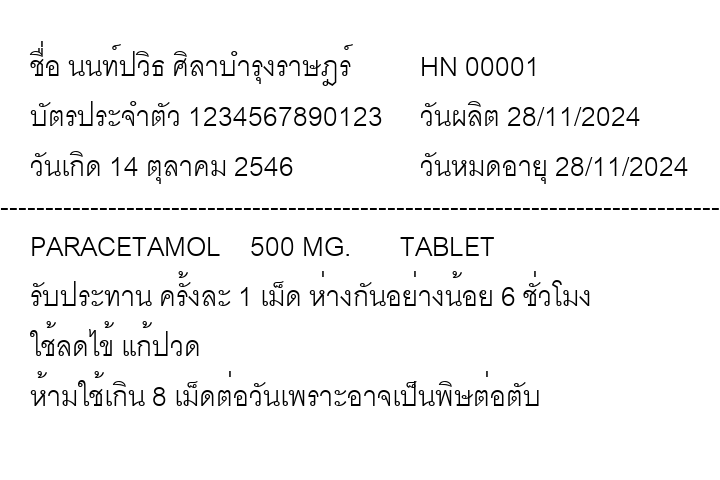 ชื่อ นนท์ปวิธ ศิลาบำรุงราษฎร์ HN 00001
บัตรประจำตัว 1234567890123 วันผลิต 28/11/2024
วันเกิด 14 ตุลาคม 2546 วันหมดอายุ 28/11/2024
PARACETAMOL 500 MG. TABLET
รับประทาน ครั้งละ 1 เม็ด ห่างกันอย่างน้อย 6 ชั่วโมง
ใช้ลดไข้ แก้ปวด
ห้ามใช้เกิน 8 เม็ดต่อวันเพราะอาจเป็นพิษต่อตับ